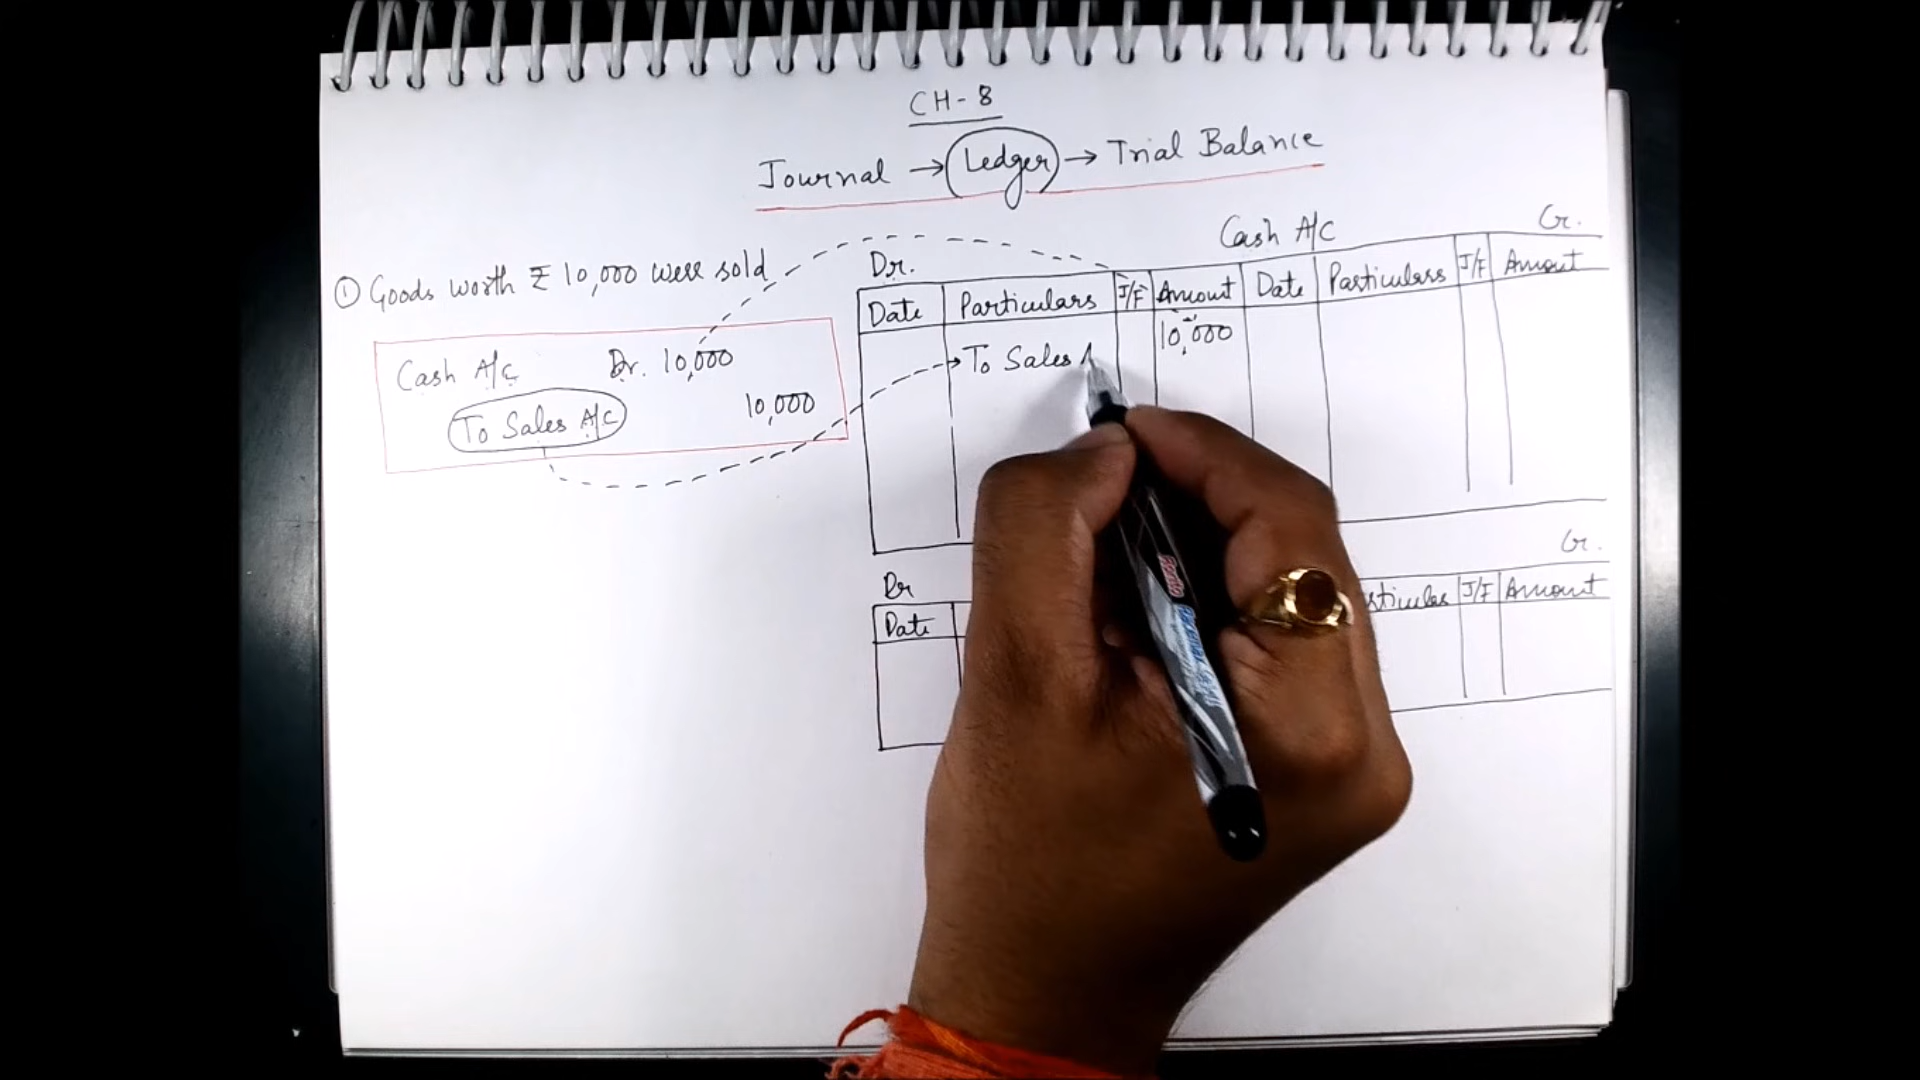 CH-8
Journal → Ledger → Trial Balance
① Goods worth ₹ 10,000 were sold
Cash A/c Dr. 10,000
To Sales A/c 10,000
Cash A/C
Dr. Cr.
Date Particulars J/F Amount Date Particulars J/F Amount
To Sales A 10,000
Dr Cr.
Date rticulas J/F Amount